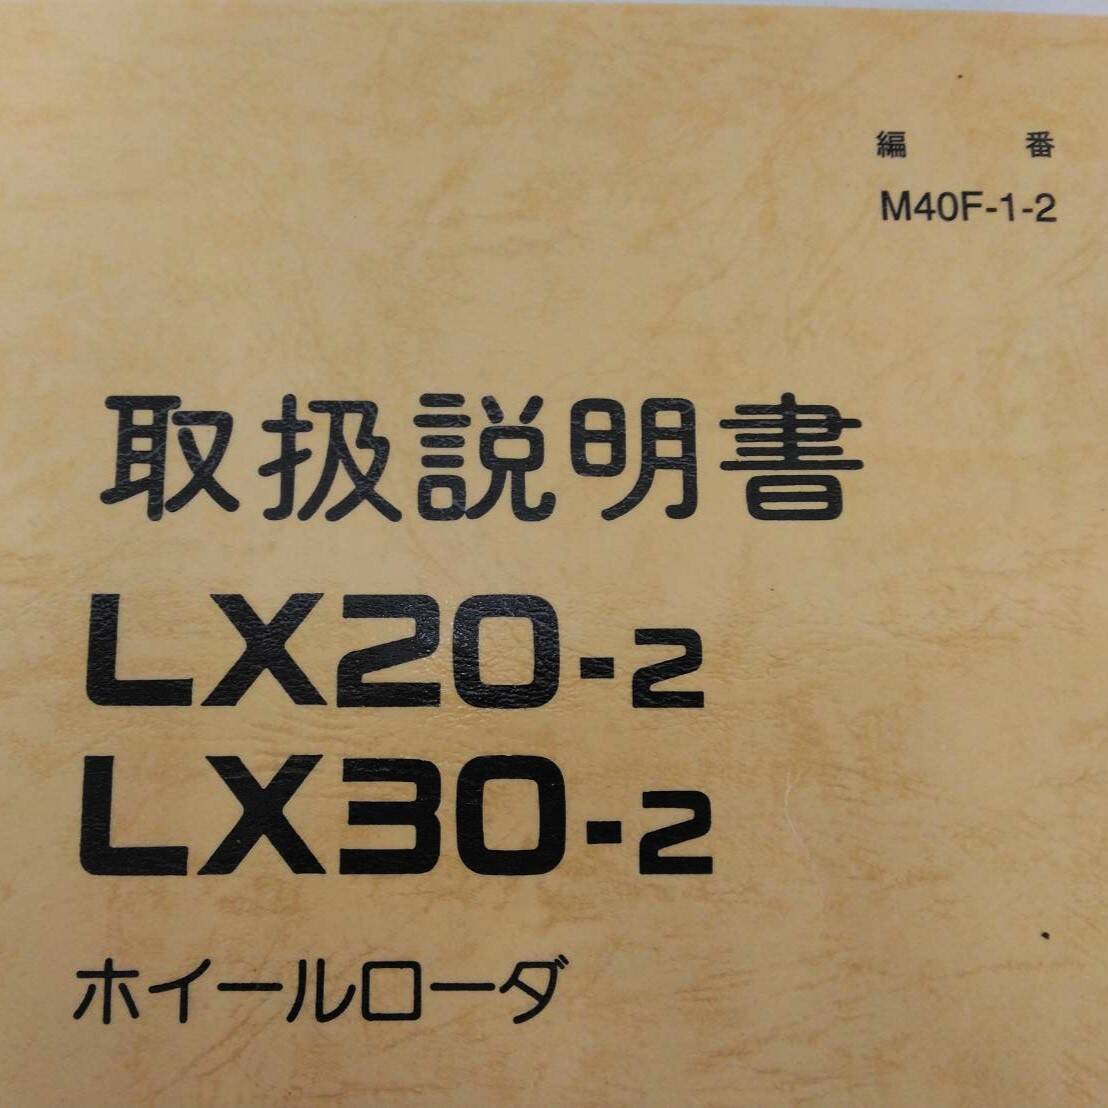 編 番
M40F-1-2
取扱説明書
LX20-2
LX30-2
ホイールローダ